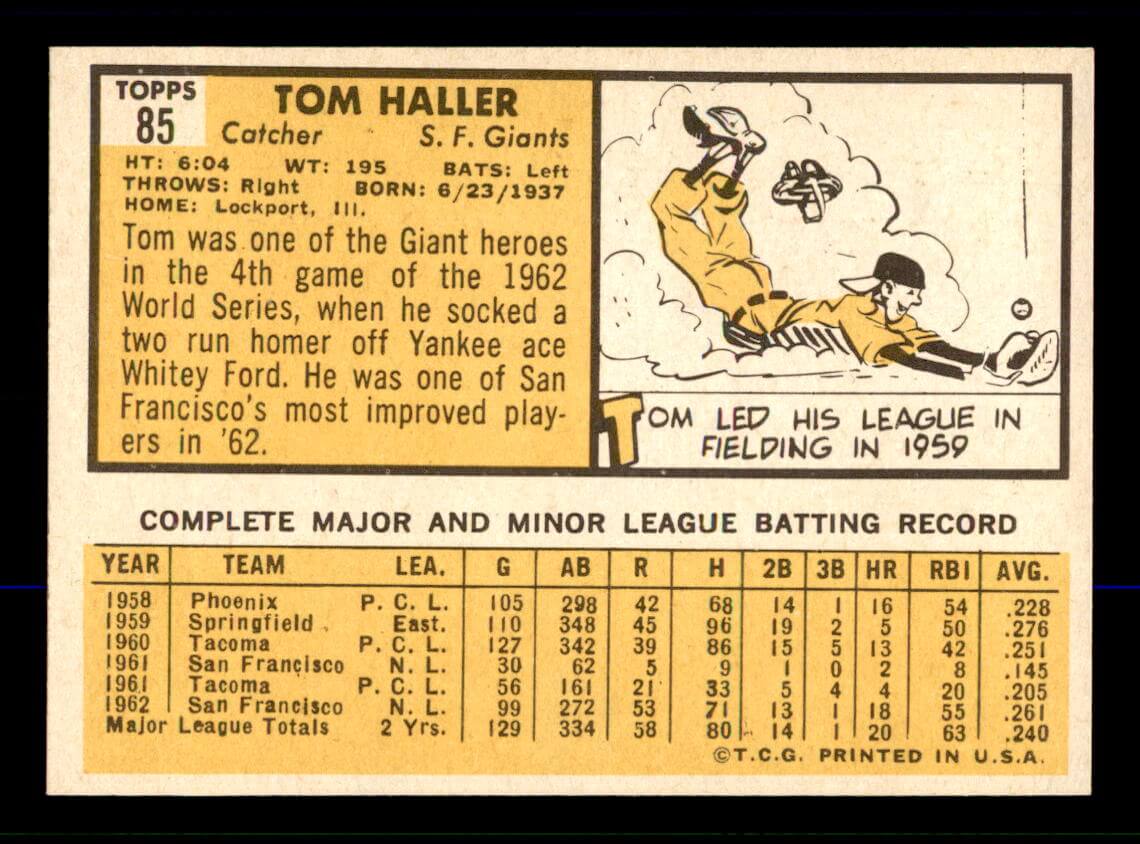 TOPPS
85
TOM HALLER
Catcher S. F. Giants
HT: 6:04 WT: 195 BATS: Left
THROWS: Right BORN: 6/23/1937
HOME: Lockport, Ill.
Tom was one of the Giant heroes
in the 4th game of the 1962
World Series, when he socked a
two run homer off Yankee ace
Whitey Ford. He was one of San
Francisco's most improved play-
ers in '62.
TOM LED HIS LEAGUE IN
FIELDING IN 1959
COMPLETE MAJOR AND MINOR LEAGUE BATTING RECORD
YEAR TEAM LEA. G AB R H 2B 3B HR RBI AVG.
1958 Phoenix P. C. L. 105 298 42 68 14 1 16 54 .228
1959 Springfield East. 110 348 45 96 19 2 5 50 .276
1960 Tacoma P. C. L. 127 342 39 86 15 5 13 42 .251
1961 San Francisco N. L. 30 62 5 9 1 0 2 8 .145
1961 Tacoma P. C. L. 56 161 21 33 5 4 4 20 .205
1962 San Francisco N. L. 99 272 53 71 13 1 18 55 .261
Major League Totals 2 Yrs. 129 334 58 80 14 1 20 63 .240
©T.C.G. PRINTED IN U.S.A.